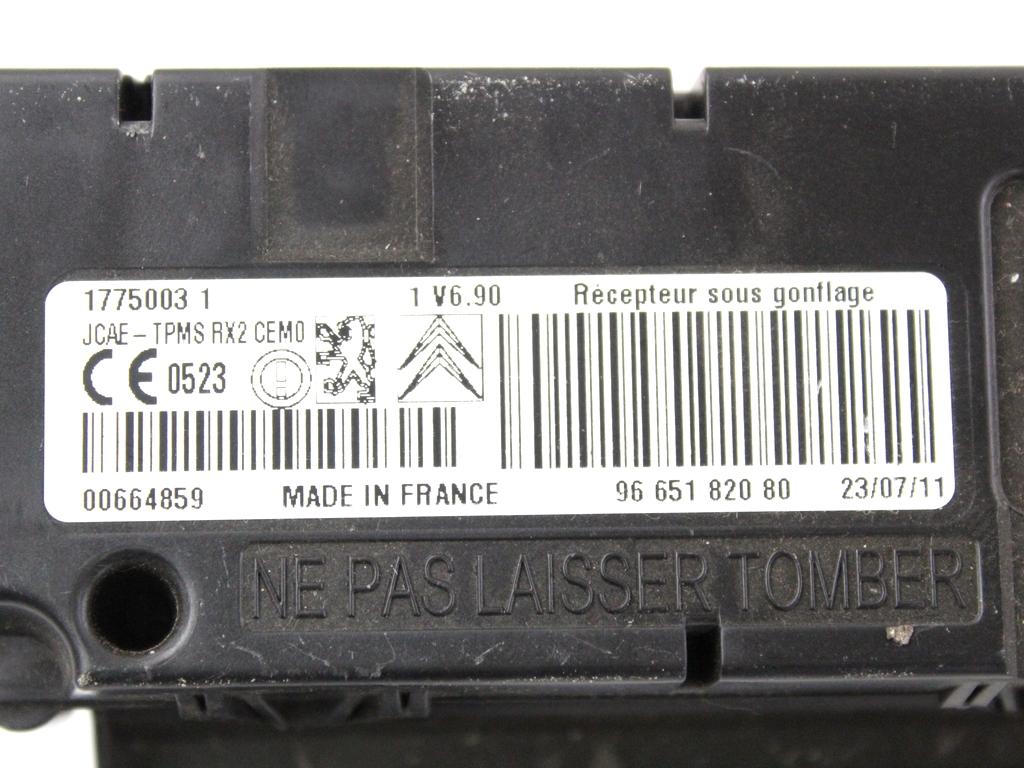 1775003 1 1 V6.90 Récepteur sous gonflage
JCAE-TPMS RX2 CEM0
CE 0523
00664859 MADE IN FRANCE 96 651 820 80 23/07/11
NE PAS LAISSER TOMBER